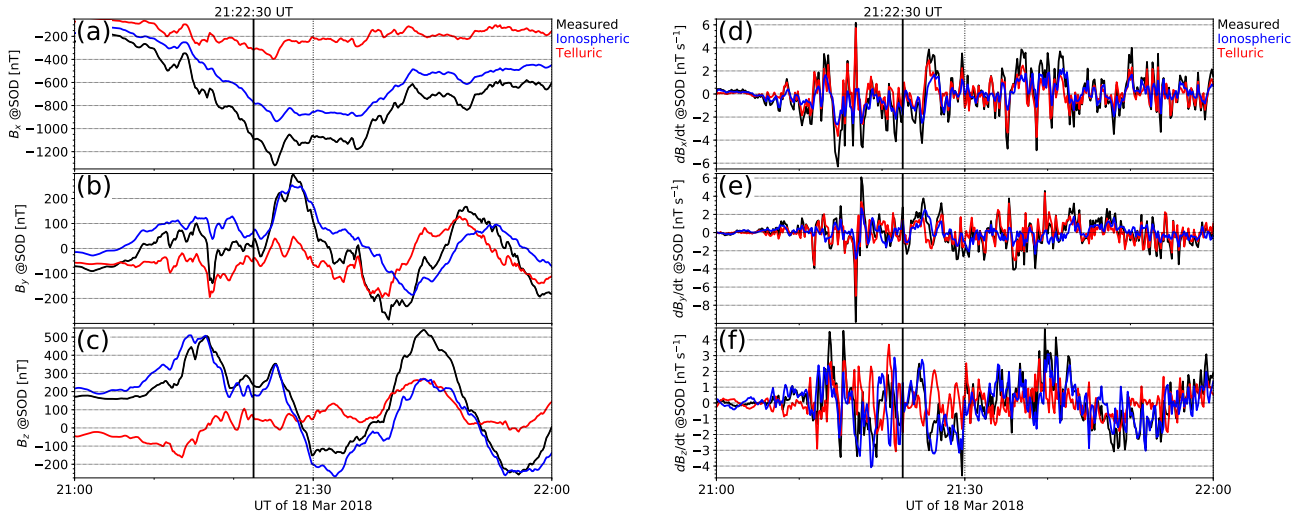 21:22:30 UT
(a)
−200
−400
−600
−800
−1000
−1200
Bx @SOD [nT]
(b)
200
100
0
−100
−200
By @SOD [nT]
(c)
500
400
300
200
100
0
−100
−200
Bz @SOD [nT]
21:00
21:30
22:00
UT of 18 Mar 2018
21:22:30 UT
Measured
Ionospheric
Telluric
(d)
6
4
2
0
−2
−4
−6
dBx/dt @SOD [nT s−1]
(e)
6
4
2
0
−2
−4
−6
−8
dBy/dt @SOD [nT s−1]
(f)
4
3
2
1
0
−1
−2
−3
−4
dBz/dt @SOD [nT s−1]
21:00
21:30
22:00
UT of 18 Mar 2018
Measured
Ionospheric
Telluric